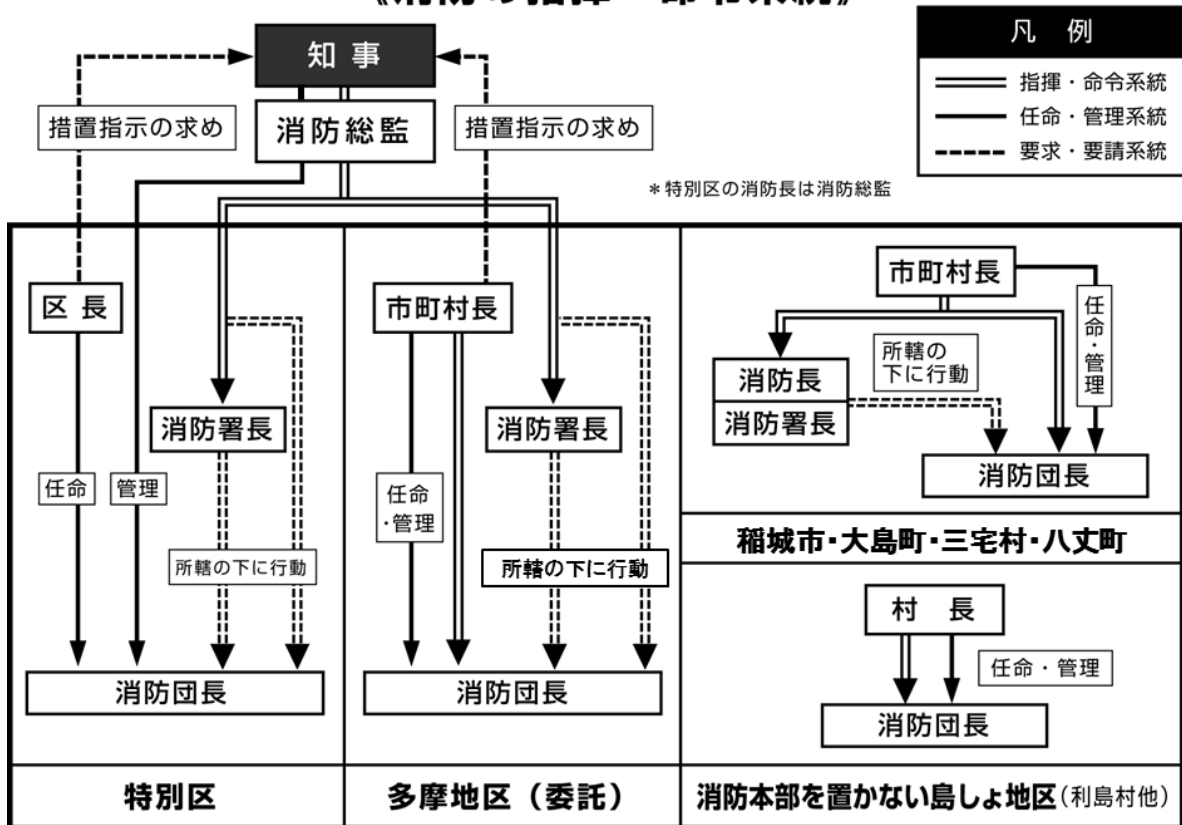 《消防の指揮・命令系統》
凡　例
指揮・命令系統
任命・管理系統
要求・要請系統
知 事
消防総監
措置指示の求め
措置指示の求め
＊特別区の消防長は消防総監
区 長
消防署長
任命
管理
所轄の下に行動
消防団長
特別区
市町村長
消防署長
任命
・管理
所轄の下に行動
消防団長
多摩地区（委託）
市町村長
任命・管理
所轄の
下に行動
消防長
消防署長
消防団長
稲城市・大島町・三宅村・八丈町
村　長
任命・管理
消防団長
消防本部を置かない島しょ地区（利島村他）